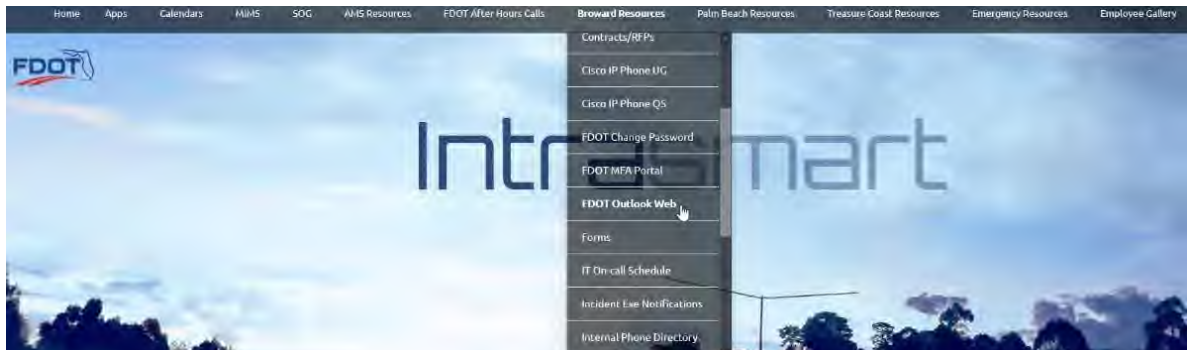 Home Apps Calendars MiMS SOG AMS Resources FDOT After Hours Calls Broward Resources Palm Beach Resources Treasure Coast Resources Emergency Resources Employee Gallery
Contracts/RFPs
FDOT
Cisco IP Phone UG
Cisco IP Phone QS
Intrasmart
FDOT Change Password
FDOT MFA Portal
FDOT Outlook Web
Forms
IT On-call Schedule
Incident Exe Notifications
Internal Phone Directory